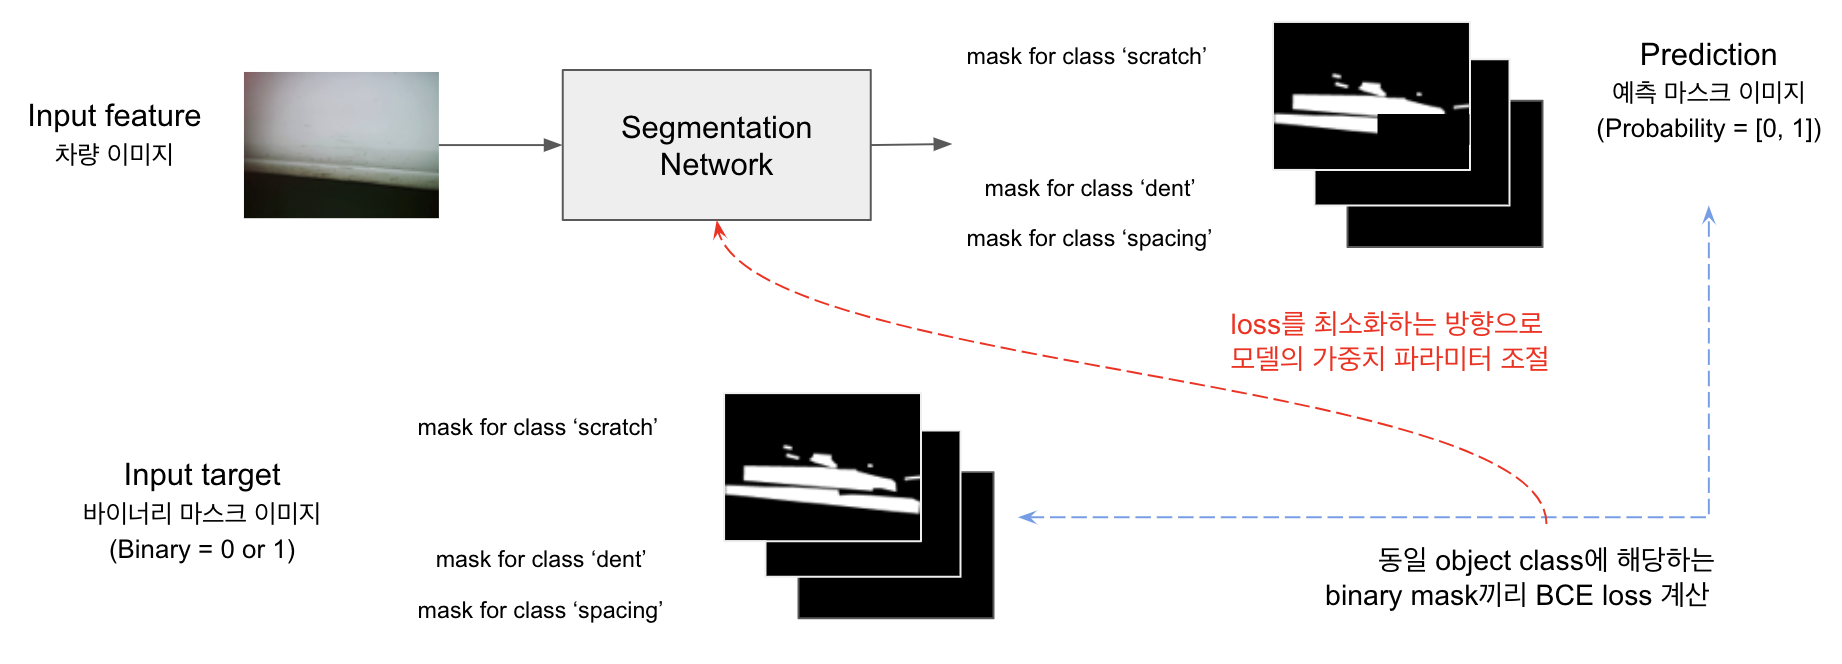 Input feature
차량 이미지
Segmentation
Network
mask for class ‘scratch’
mask for class ‘dent’
mask for class ‘spacing’
Prediction
예측 마스크 이미지
(Probability = [0, 1])
loss를 최소화하는 방향으로
모델의 가중치 파라미터 조절
Input target
바이너리 마스크 이미지
(Binary = 0 or 1)
mask for class ‘scratch’
mask for class ‘dent’
mask for class ‘spacing’
동일 object class에 해당하는
binary mask끼리 BCE loss 계산